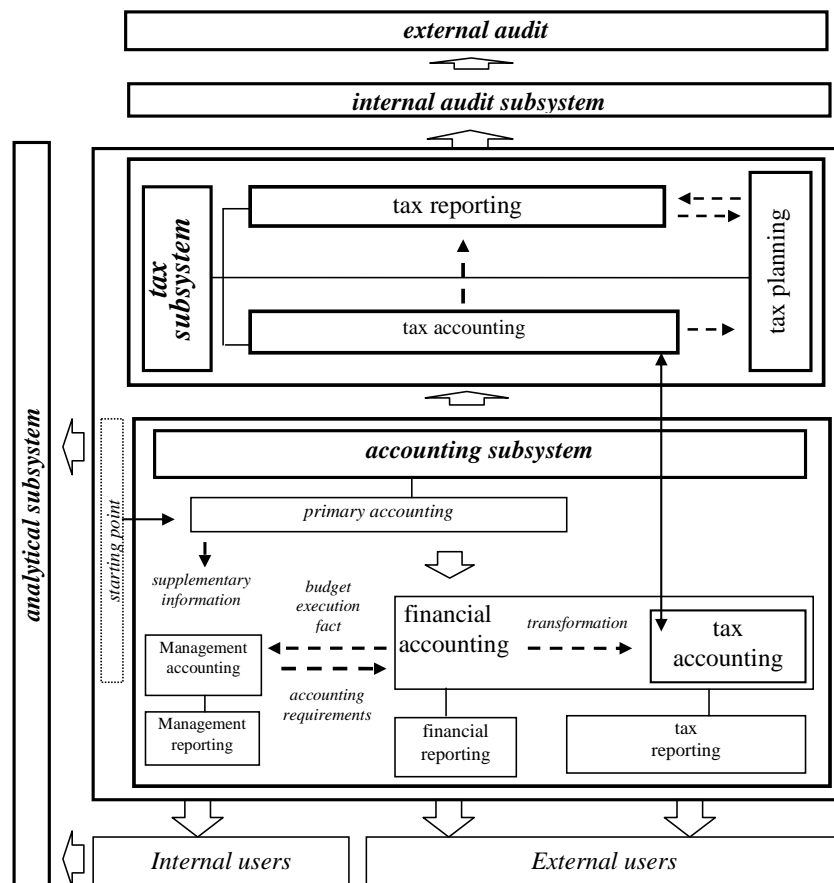 external audit
internal audit subsystem
analytical subsystem
tax
subsystem
tax reporting
tax accounting
tax planning
starting point
accounting subsystem
primary accounting
supplementary
information
budget
execution
fact
financial
accounting
transformation
tax
accounting
Management
accounting
accounting
requirements
Management
reporting
financial
reporting
tax
reporting
Internal users
External users